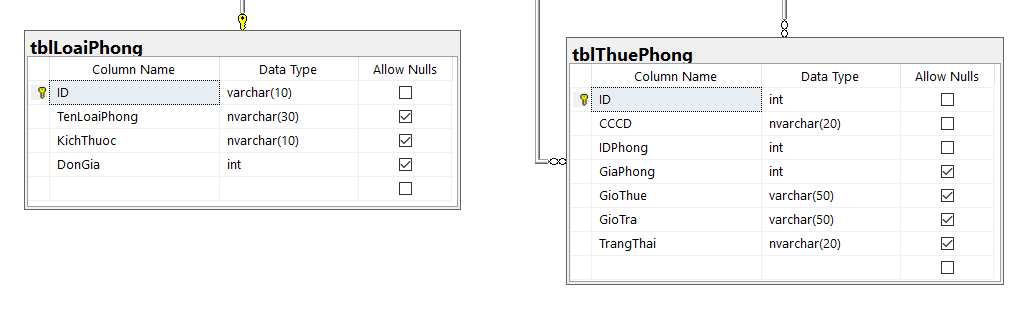 tblLoaiPhong
Column Name Data Type Allow Nulls
ID varchar(10)
TenLoaiPhong nvarchar(30)
KichThuoc nvarchar(10)
DonGia int
tblThuePhong
Column Name Data Type Allow Nulls
ID int
CCCD nvarchar(20)
IDPhong int
GiaPhong int
GioThue varchar(50)
GioTra varchar(50)
TrangThai nvarchar(20)